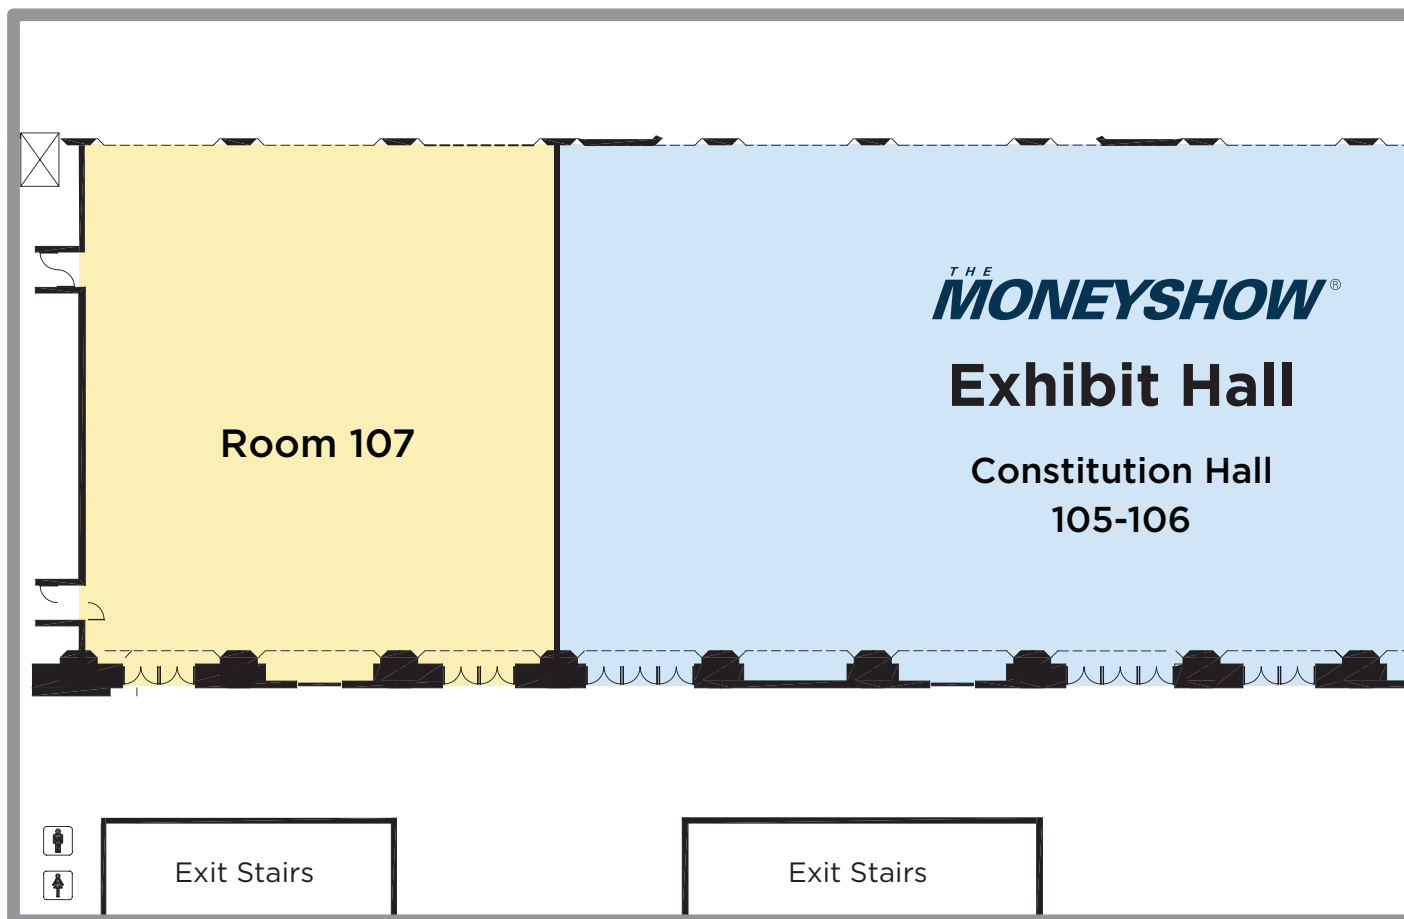 THE
MONEYSHOW®
Exhibit Hall
Room 107
Constitution Hall
105-106
Exit Stairs
Exit Stairs